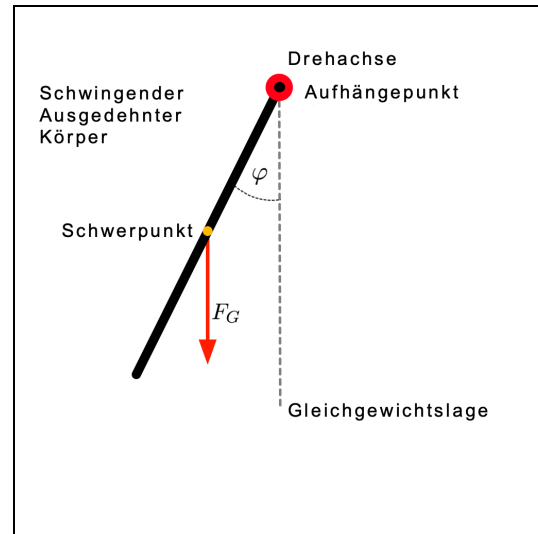 Drehachse
Aufhängepunkt
Schwingender
Ausgedehnter
Körper
φ
Schwerpunkt
F_G
Gleichgewichtslage